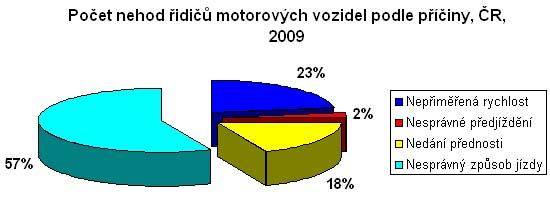 Počet nehod řidičů motorových vozidel podle příčiny, ČR,
2009
23%
2%
18%
57%
Nepřiměřená rychlost
Nesprávné předjíždění
Nedání přednosti
Nesprávný způsob jízdy